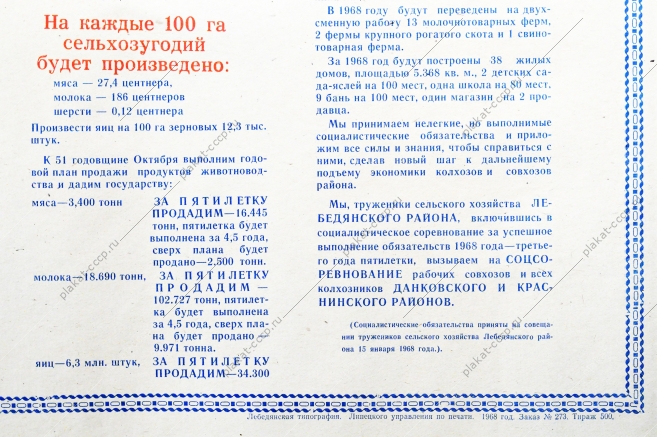 На каждые 100 га
сельхозугодий
будет произведено:
мяса — 27,4 центнера,
молока — 186 центнеров
шерсти — 0,12 центнера
Произвести яиц на 100 га зерновых 12,3 тыс.
штук.
К 51 годовщине Октября выполним годо-
вой план продажи продуктов животновод-
ства и дадим государству:
мяса—3,400 тонн
ЗА ПЯТИЛЕТКУ
ПРОДАДИМ—16.445
тонн, пятилетка будет
выполнена за 4,5 года,
сверх плана будет
продано—2,500 тонн.
молока—18.690 тонн,
ЗА ПЯТИЛЕТКУ
ПРОДАДИМ —
102.727 тонн, пятилет-
ка будет выполнена
за 4,5 года, сверх пла-
на будет продано
9.971 тонна.
яиц—6,3 млн. штук,
ЗА ПЯТИЛЕТКУ
ПРОДАДИМ—34.300
В 1968 году будут переведены на двух-
сменную работу 13 молочнотоварных ферм,
2 фермы крупного рогатого скота и 1 свино-
товарная ферма.
За 1968 год будут построены 38 жилых
домов, площадью 5.368 кв. м., 2 детских са-
да-яслей на 100 мест, одна школа на мест,
9 бань на 100 мест, один магазин на 2 про-
давца.
Мы принимаем нелегкие, но выполнимые
социалистические обязательства и прило-
жим все силы и знания, чтобы справиться с
ними, сделав новый шаг к дальнейшему
подъему экономики колхозов и совхозов
района.
Мы, труженики сельского хозяйства ЛЕ-
БЕДЯНСКОГО РАЙОНА, включившись в
социалистическое соревнование за успешное
выполнение обязательств 1968 года—третье-
го года пятилетки, вызываем на СОЦСО-
РЕВНОВАНИЕ рабочих совхозов и всех
колхозников ДАНКОВСКОГО и КРАС-
НИНСКОГО РАЙОНОВ.
(Социалистические обязательства приняты на совеща-
нии тружеников сельского хозяйства Лебедянского рай-
она 15 января 1968 года.).
Лебедянская типография. Липецкого управления по печати. 1968 год. Заказ № 273. Тираж 500.
plakat-cccp.ru